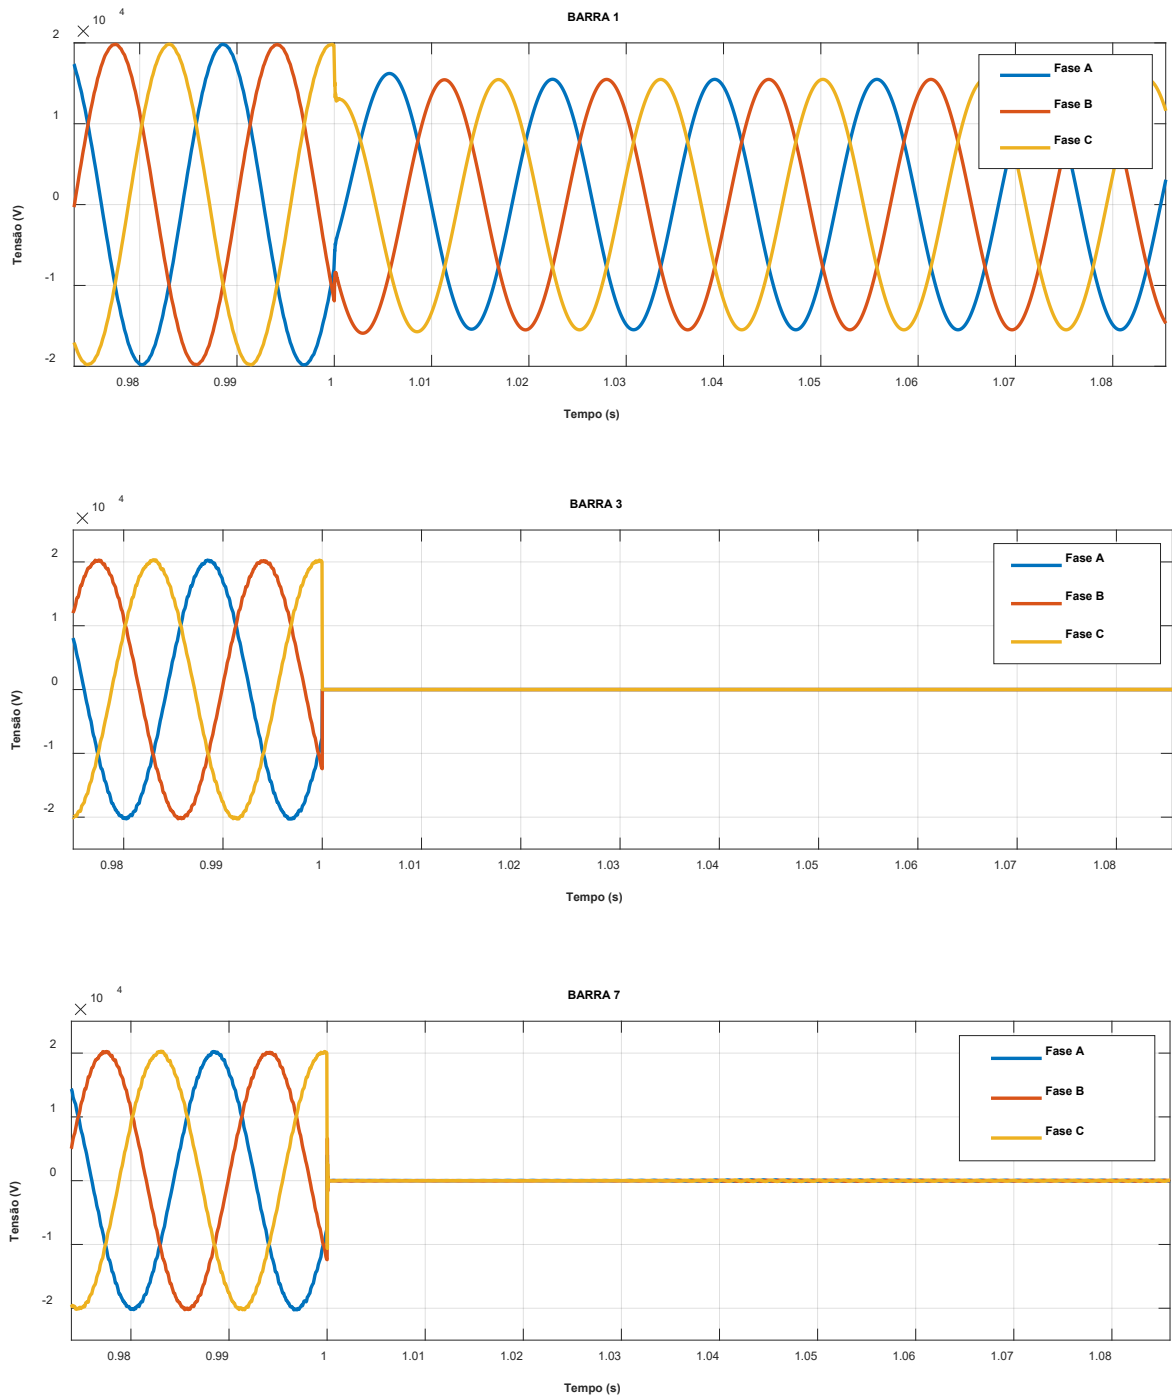 BARRA 1
× 10 4
2
1
0
-1
-2
Tensão (V)
Fase A
Fase B
Fase C
0.98 0.99 1 1.01 1.02 1.03 1.04 1.05 1.06 1.07 1.08
Tempo (s)
BARRA 3
× 10 4
2
1
0
-1
-2
Tensão (V)
Fase A
Fase B
Fase C
0.98 0.99 1 1.01 1.02 1.03 1.04 1.05 1.06 1.07 1.08
Tempo (s)
BARRA 7
× 10 4
2
1
0
-1
-2
Tensão (V)
Fase A
Fase B
Fase C
0.98 0.99 1 1.01 1.02 1.03 1.04 1.05 1.06 1.07 1.08
Tempo (s)